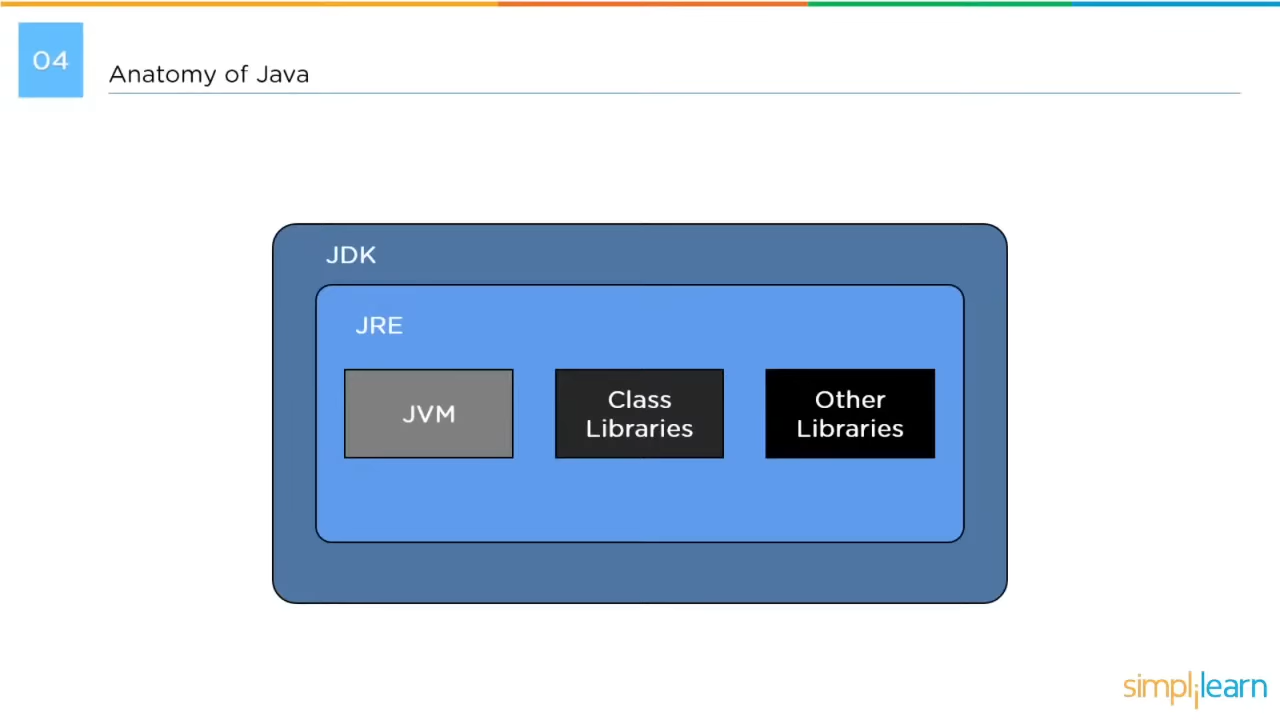 04
Anatomy of Java
JDK
JRE
JVM
Class
Libraries
Other
Libraries
simplilearn